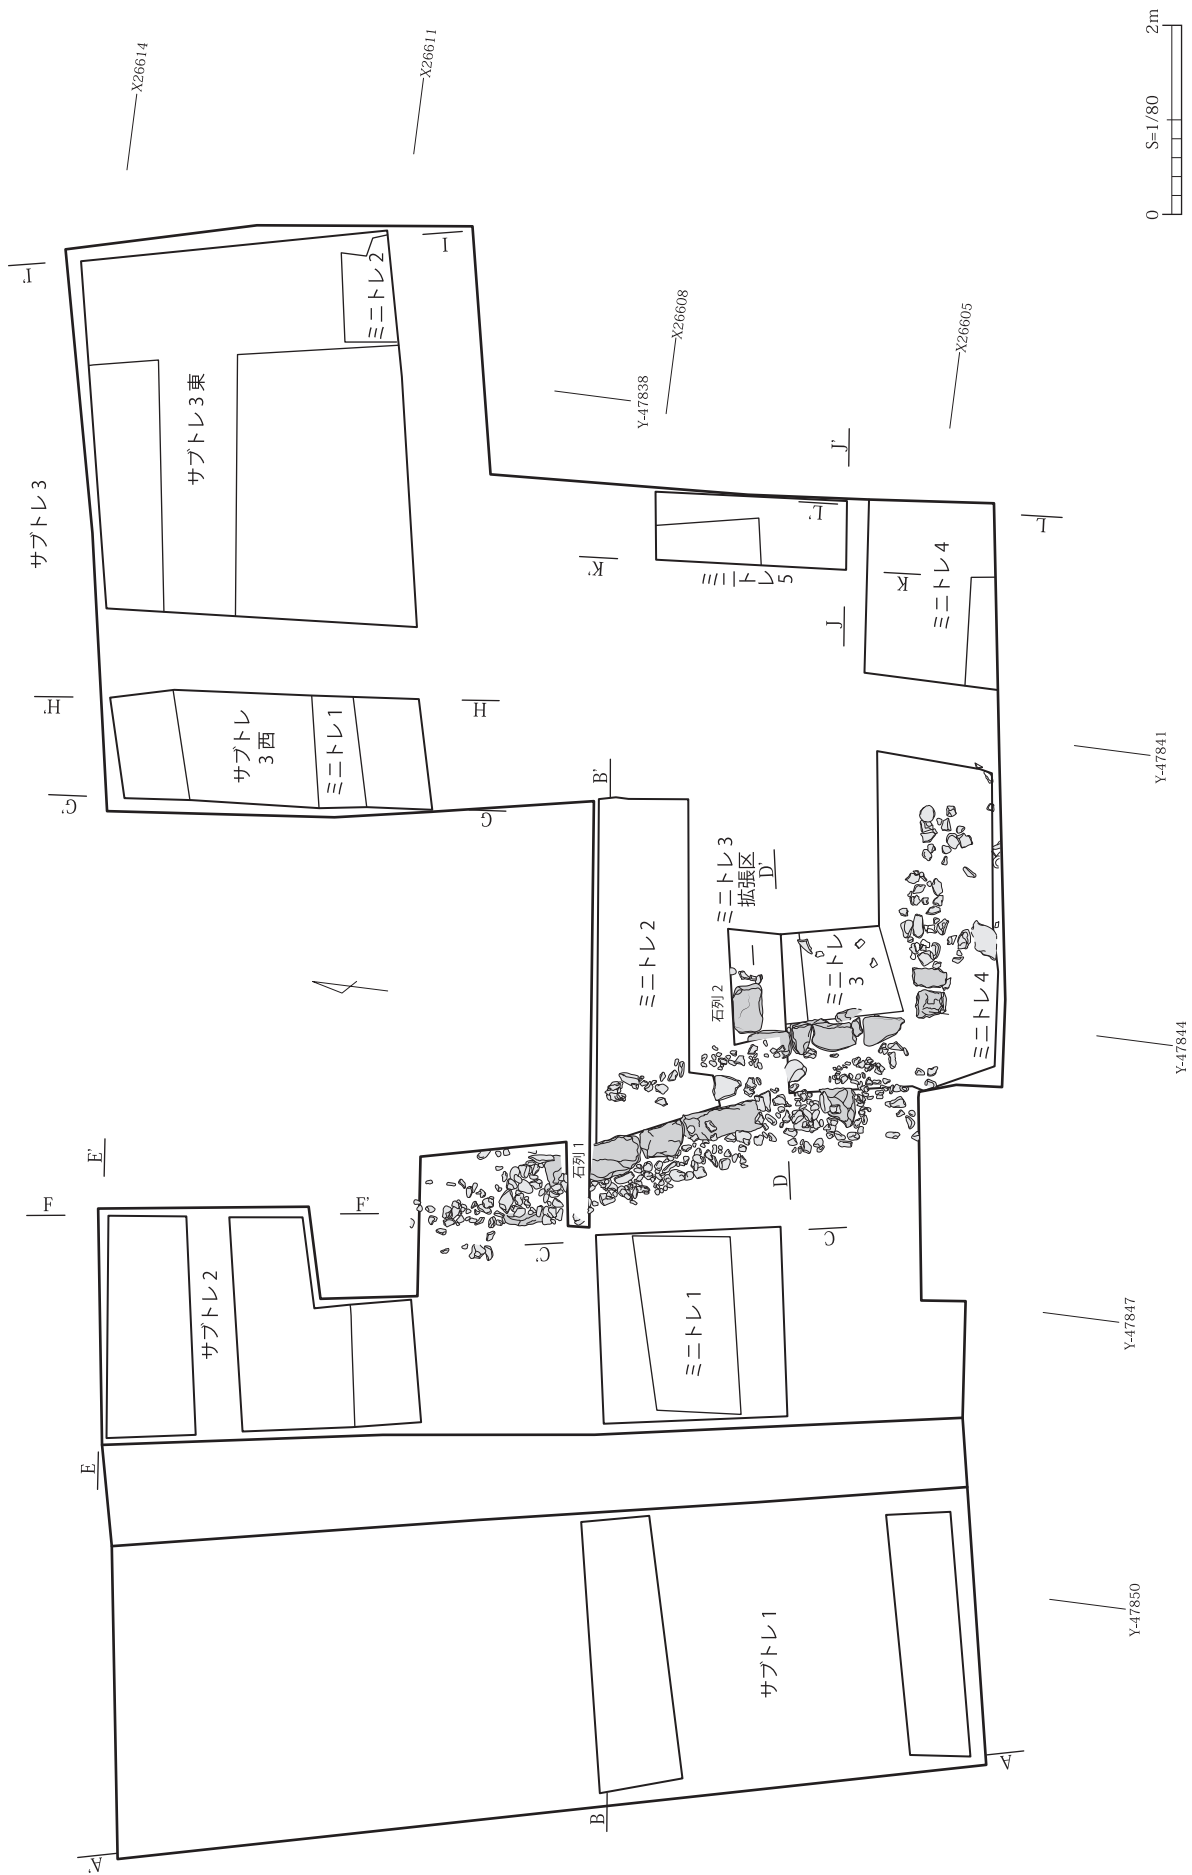 X26614
X26611
2m
S=1/80
0
I'
I
ミニトレ 2
サブトレ 3 東
サブトレ 3
X26608
X26605
Y-47838
J'
L'
L
K'
ミニトレ 5
K
ミニトレ 4
J
H'
H
サブトレ
3 西
ミニトレ 1
G'
G
B'
Y-47841
ミニトレ 3
拡張区
D'
ミニトレ 2
石列 2
ミニトレ
3
ミニトレ 4
Y-47844
E'
石列 1
D
F
F'
C'
C
サブトレ 2
ミニトレ 1
Y-47847
E
サブトレ 1
Y-47850
B
A
A'